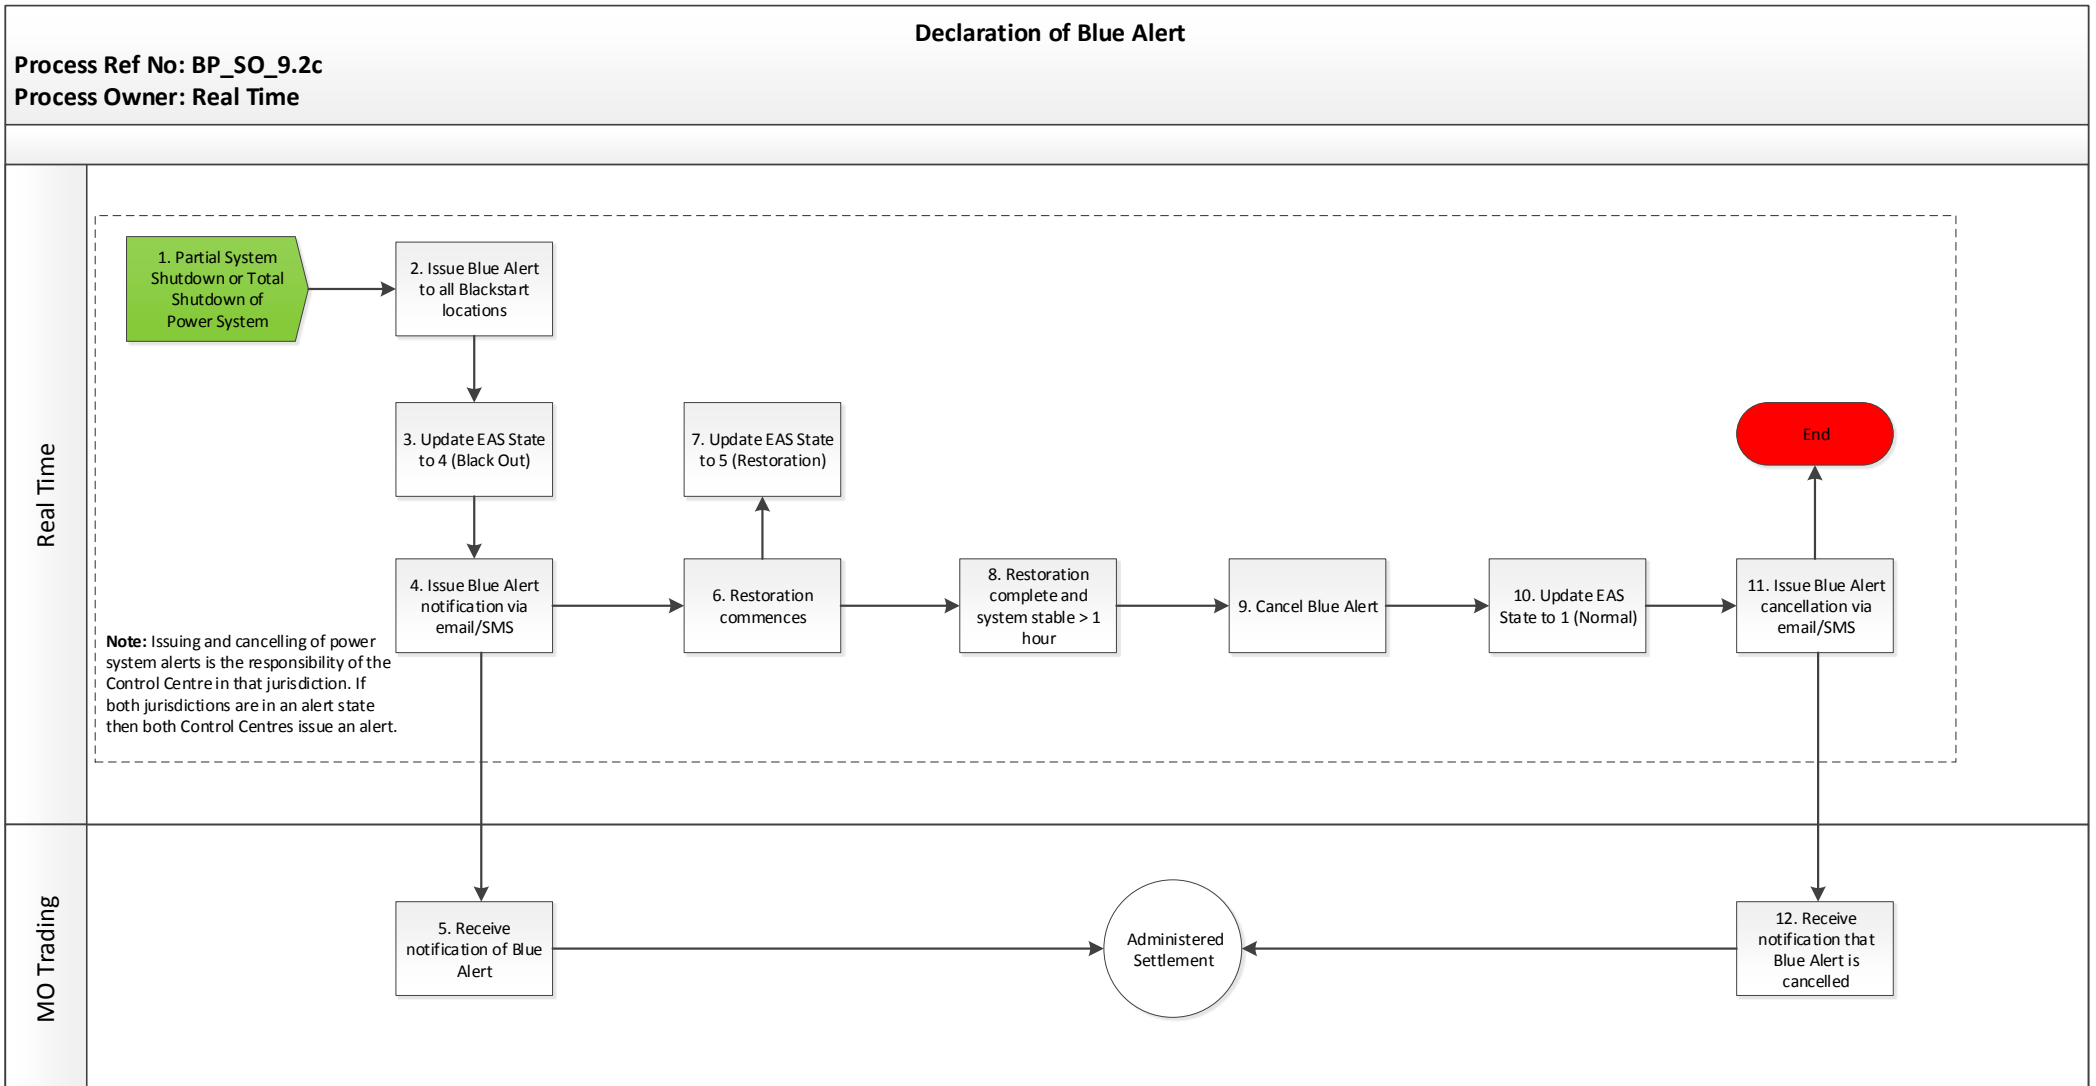 Declaration of Blue Alert
Process Ref No: BP_SO_9.2c
Process Owner: Real Time
Real Time
1. Partial System
Shutdown or Total
Shutdown of
Power System
2. Issue Blue Alert
to all Blackstart
locations
3. Update EAS State
to 4 (Black Out)
7. Update EAS State
to 5 (Restoration)
End
4. Issue Blue Alert
notification via
email/SMS
6. Restoration
commences
8. Restoration
complete and
system stable > 1
hour
9. Cancel Blue Alert
10. Update EAS
State to 1 (Normal)
11. Issue Blue Alert
cancellation via
email/SMS
Note: Issuing and cancelling of power
system alerts is the responsibility of the
Control Centre in that jurisdiction. If
both jurisdictions are in an alert state
then both Control Centres issue an alert.
MO Trading
5. Receive
notification of Blue
Alert
Administered
Settlement
12. Receive
notification that
Blue Alert is
cancelled